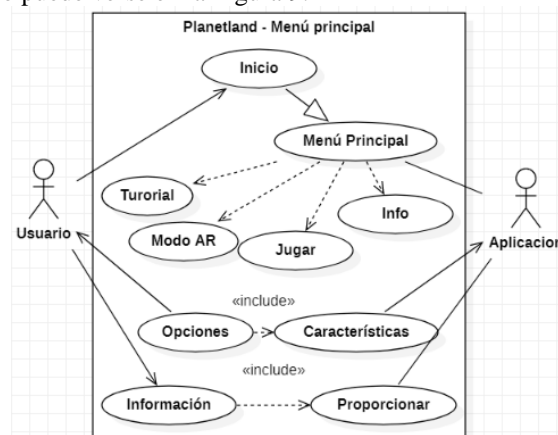 Planetland - Menú principal
Inicio
Menú Principal
Turorial
Info
Modo AR
Jugar
Usuario
Aplicacion
«include»
Opciones
Características
«include»
Información
Proporcionar